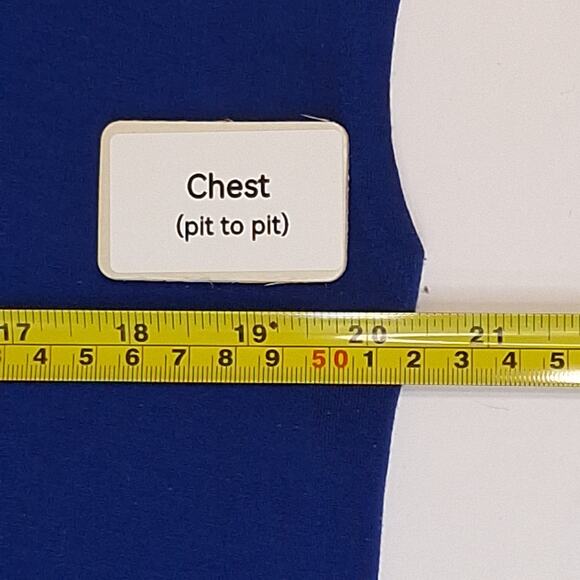 Chest
(pit to pit)
17 18 19 20 21
4 5 6 7 8 9 50 1 2 3 4 5